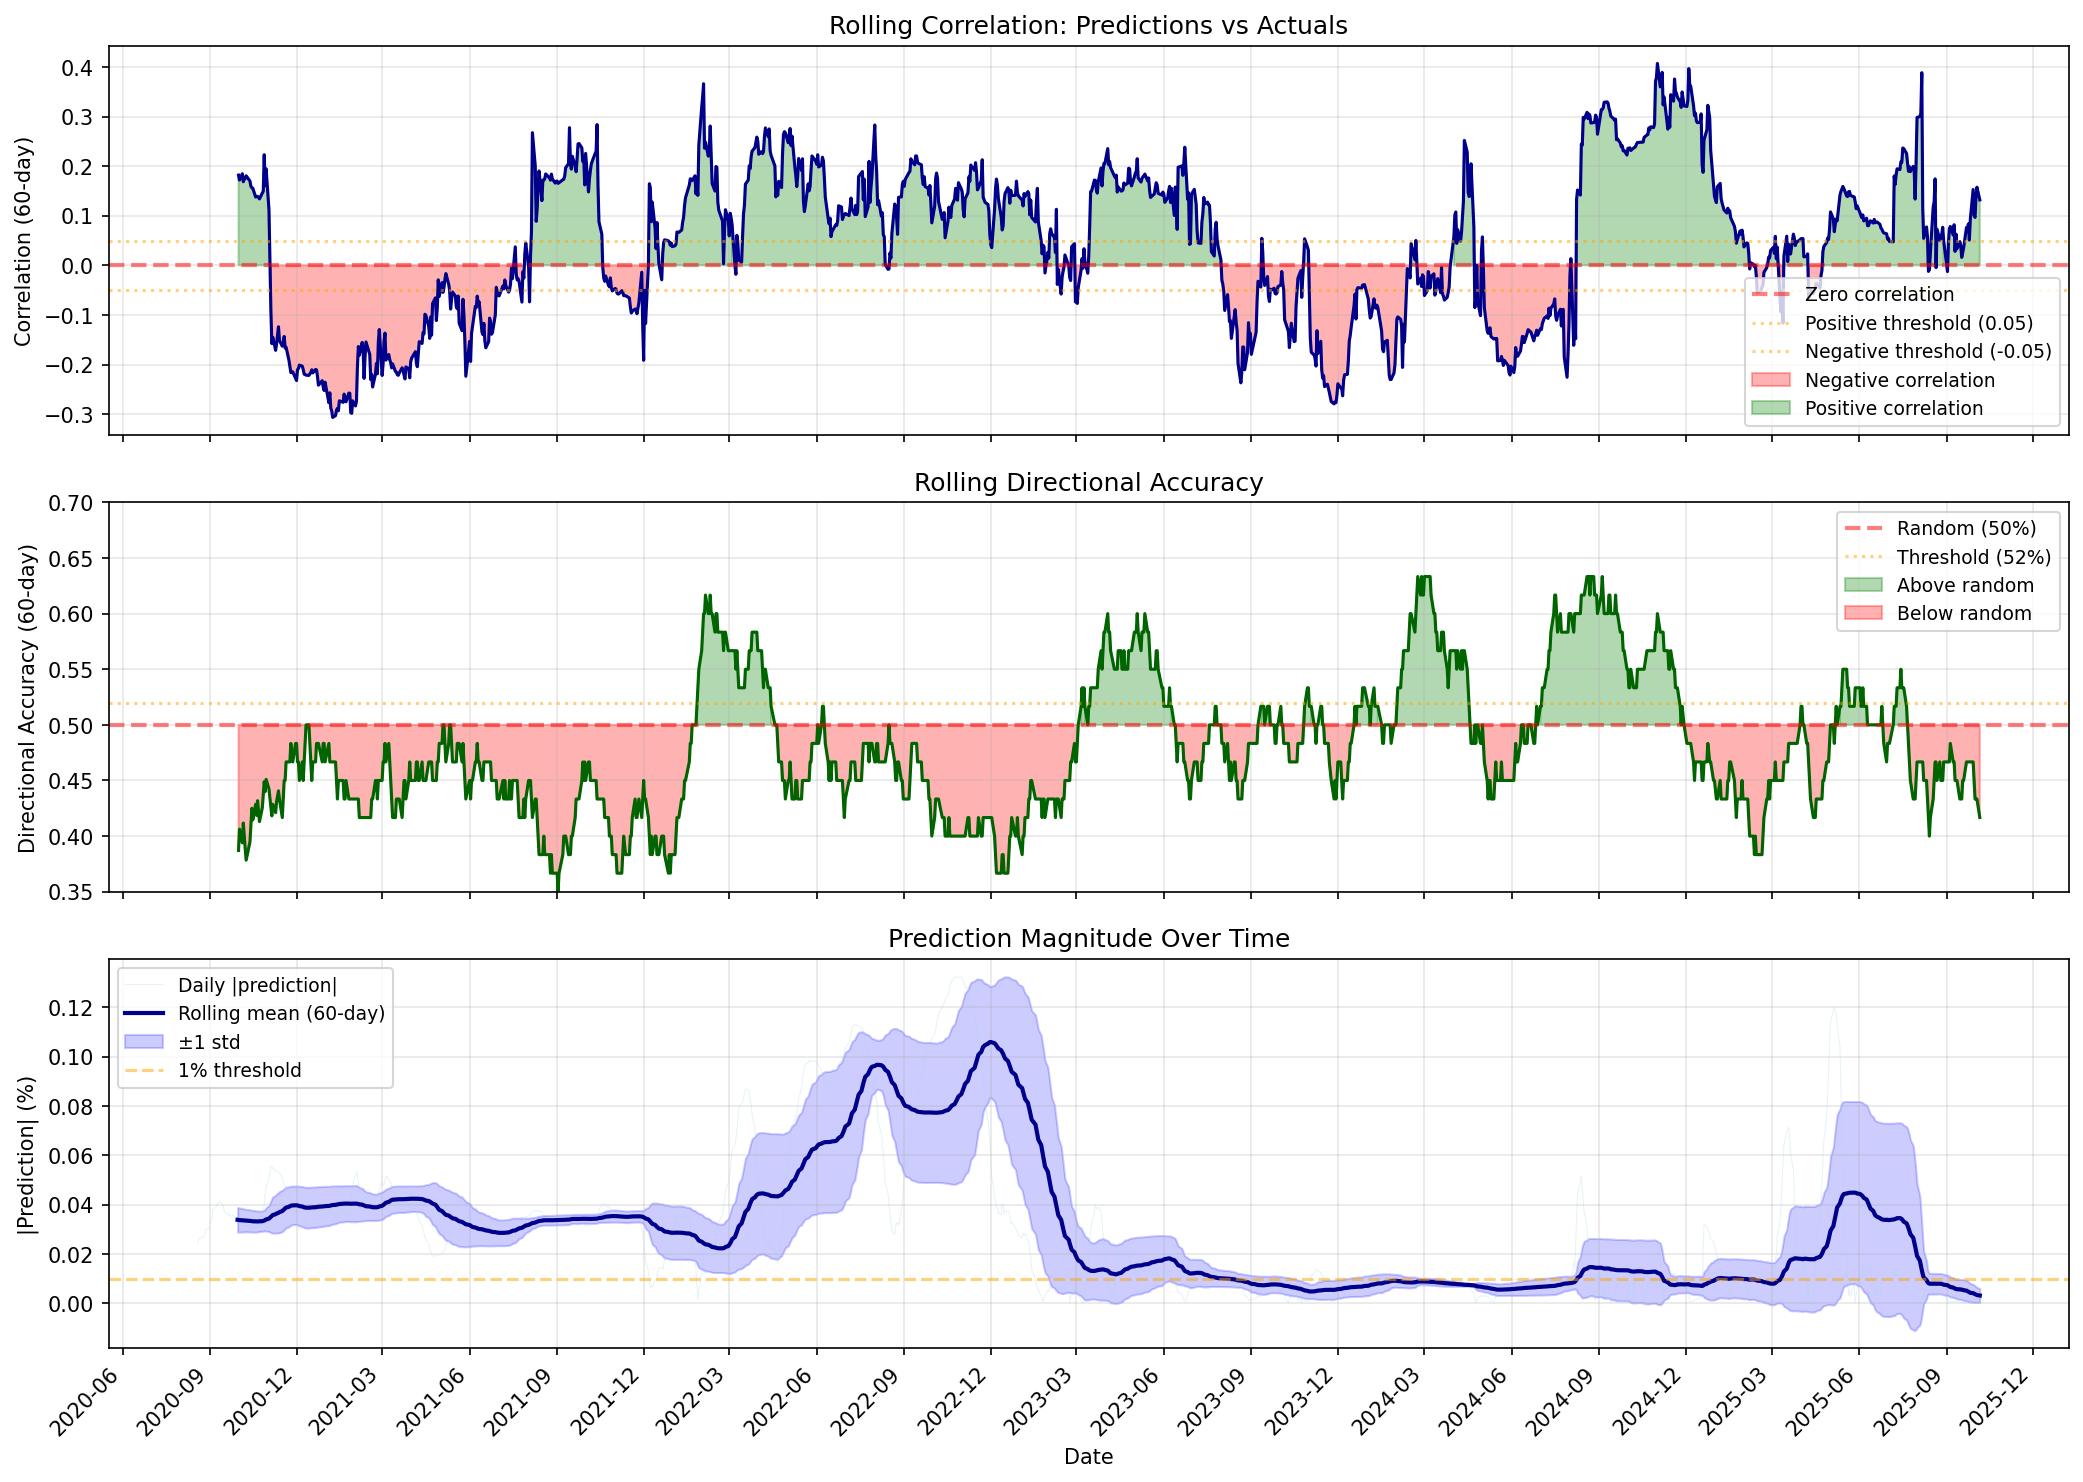 Rolling Correlation: Predictions vs Actuals
Correlation (60-day)
0.4
0.3
0.2
0.1
0.0
−0.1
−0.2
−0.3
Zero correlation
Positive threshold (0.05)
Negative threshold (-0.05)
Negative correlation
Positive correlation
Rolling Directional Accuracy
Directional Accuracy (60-day)
0.70
0.65
0.60
0.55
0.50
0.45
0.40
0.35
Random (50%)
Threshold (52%)
Above random
Below random
Prediction Magnitude Over Time
|Prediction| (%)
0.12
0.10
0.08
0.06
0.04
0.02
0.00
Daily |prediction|
Rolling mean (60-day)
±1 std
1% threshold
2020-06
2020-09
2020-12
2021-03
2021-06
2021-09
2021-12
2022-03
2022-06
2022-09
2022-12
2023-03
2023-06
2023-09
2023-12
2024-03
2024-06
2024-09
2024-12
2025-03
2025-06
2025-09
2025-12
Date